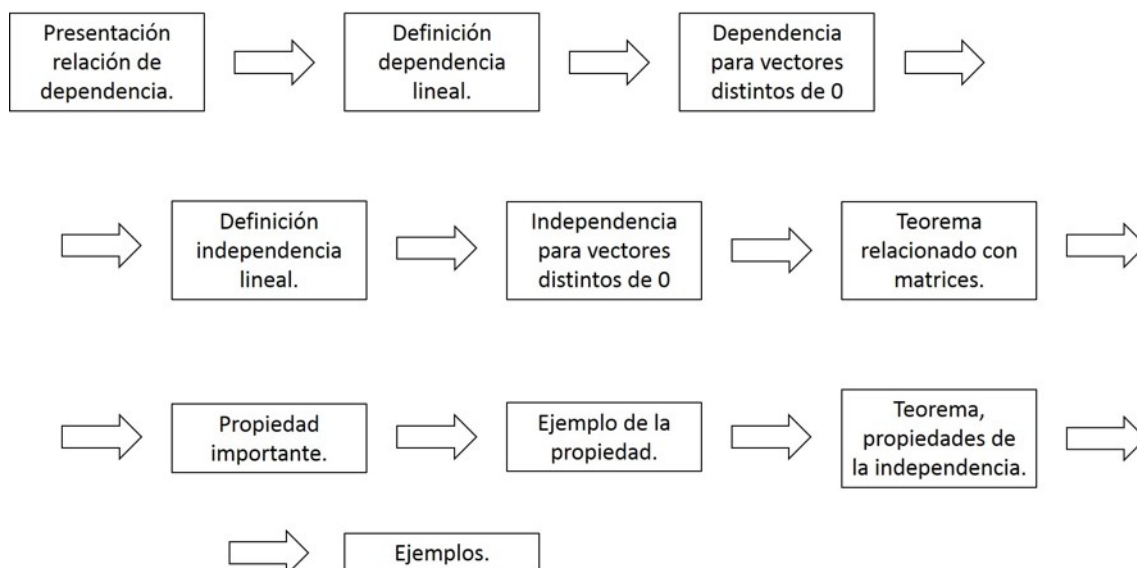 Presentación
relación de
dependencia.
Definición
dependencia
lineal.
Dependencia
para vectores
distintos de 0
Definición
independencia
lineal.
Independencia
para vectores
distintos de 0
Teorema
relacionado con
matrices.
Propiedad
importante.
Ejemplo de la
propiedad.
Teorema,
propiedades de
la independencia.
Ejemplos.